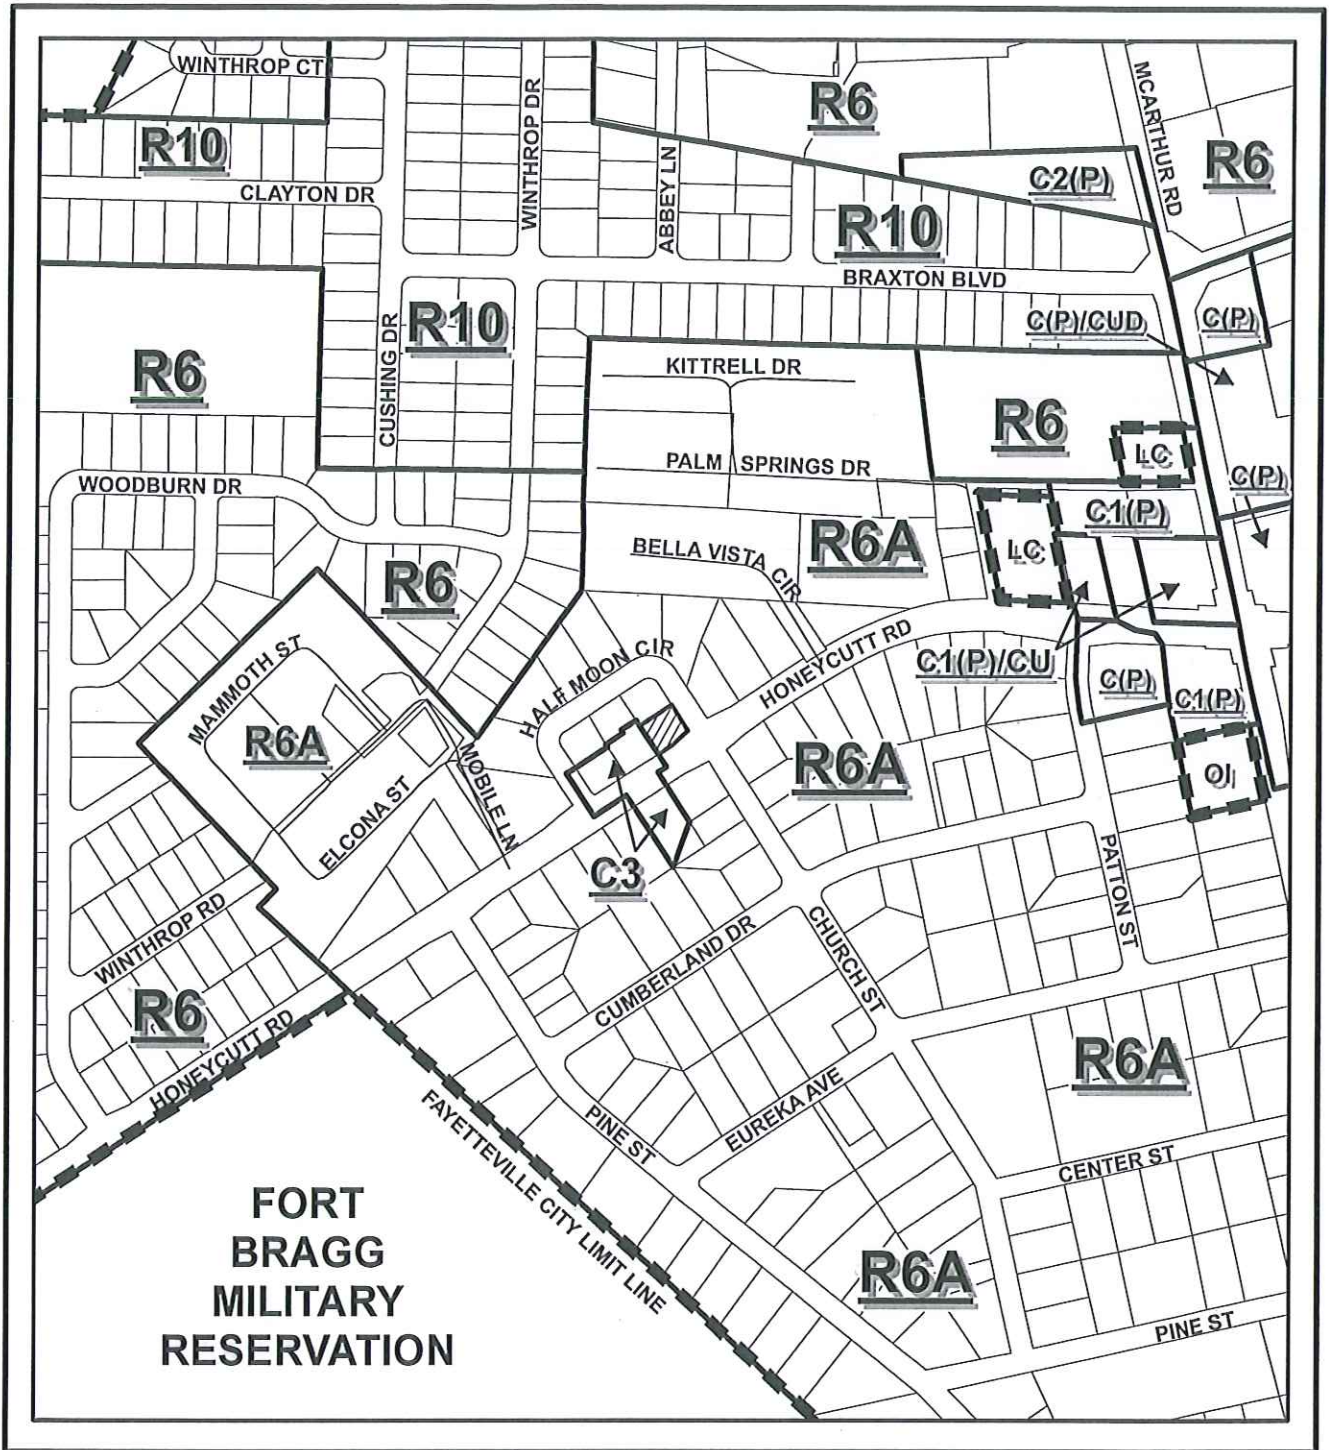 WINTHROP CT
R10
CLAYTON DR
WINTHROP DR
ABBEY LN
R6
MCARTHUR RD
R6
C2(P)
R10
BRAXTON BLVD
R6
CUSHING DR
R10
C(P)/CUD
C(P)
KITTRELL DR
R6
LC
PALM SPRINGS DR
C(P)
WOODBURN DR
C1(P)
R6A
LC
BELLA VISTA CIR
R6
HALF MOON CIR
HONEYCUTT RD
C1(P)/CU
C(P)
C1(P)
MAMMOTH ST
R6A
MOBILE LN
R6A
OI
ELCONA ST
C3
PATTON ST
WINTHROP RD
CUMBERLAND DR
CHURCH ST
R6
HONEYCUTT RD
R6A
EUREKA AVE
PINE ST
FAYETTEVILLE CITY LIMIT LINE
CENTER ST
FORT
BRAGG
MILITARY
RESERVATION
R6A
PINE ST